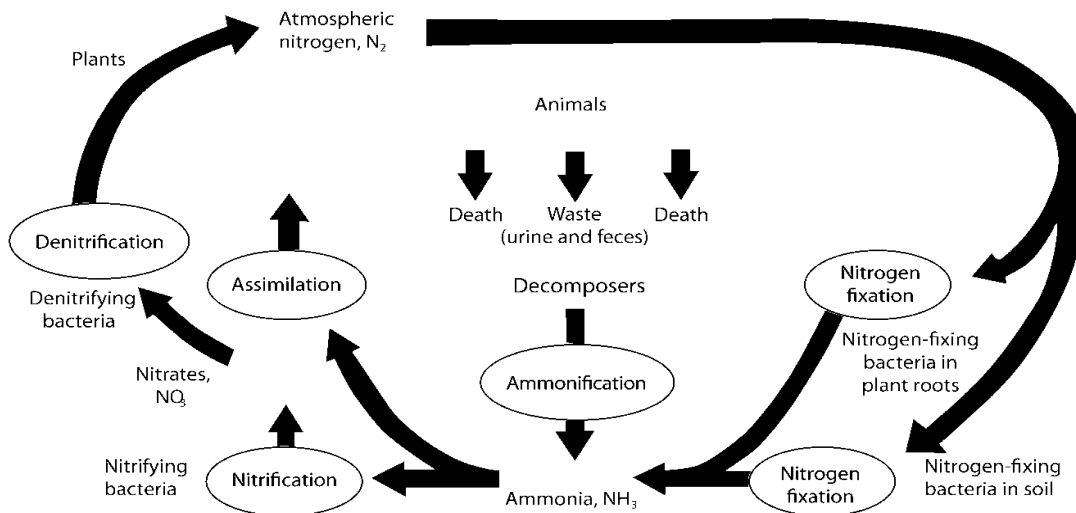 Atmospheric
nitrogen, N₂
Plants
Animals
Death
Waste
(urine and feces)
Death
Denitrification
Assimilation
Decomposers
Nitrogen
fixation
Denitrifying
bacteria
Nitrogen-fixing
bacteria in
plant roots
Nitrates,
NO₃
Ammonification
Nitrifying
bacteria
Nitrification
Ammonia, NH₃
Nitrogen
fixation
Nitrogen-fixing
bacteria in soil